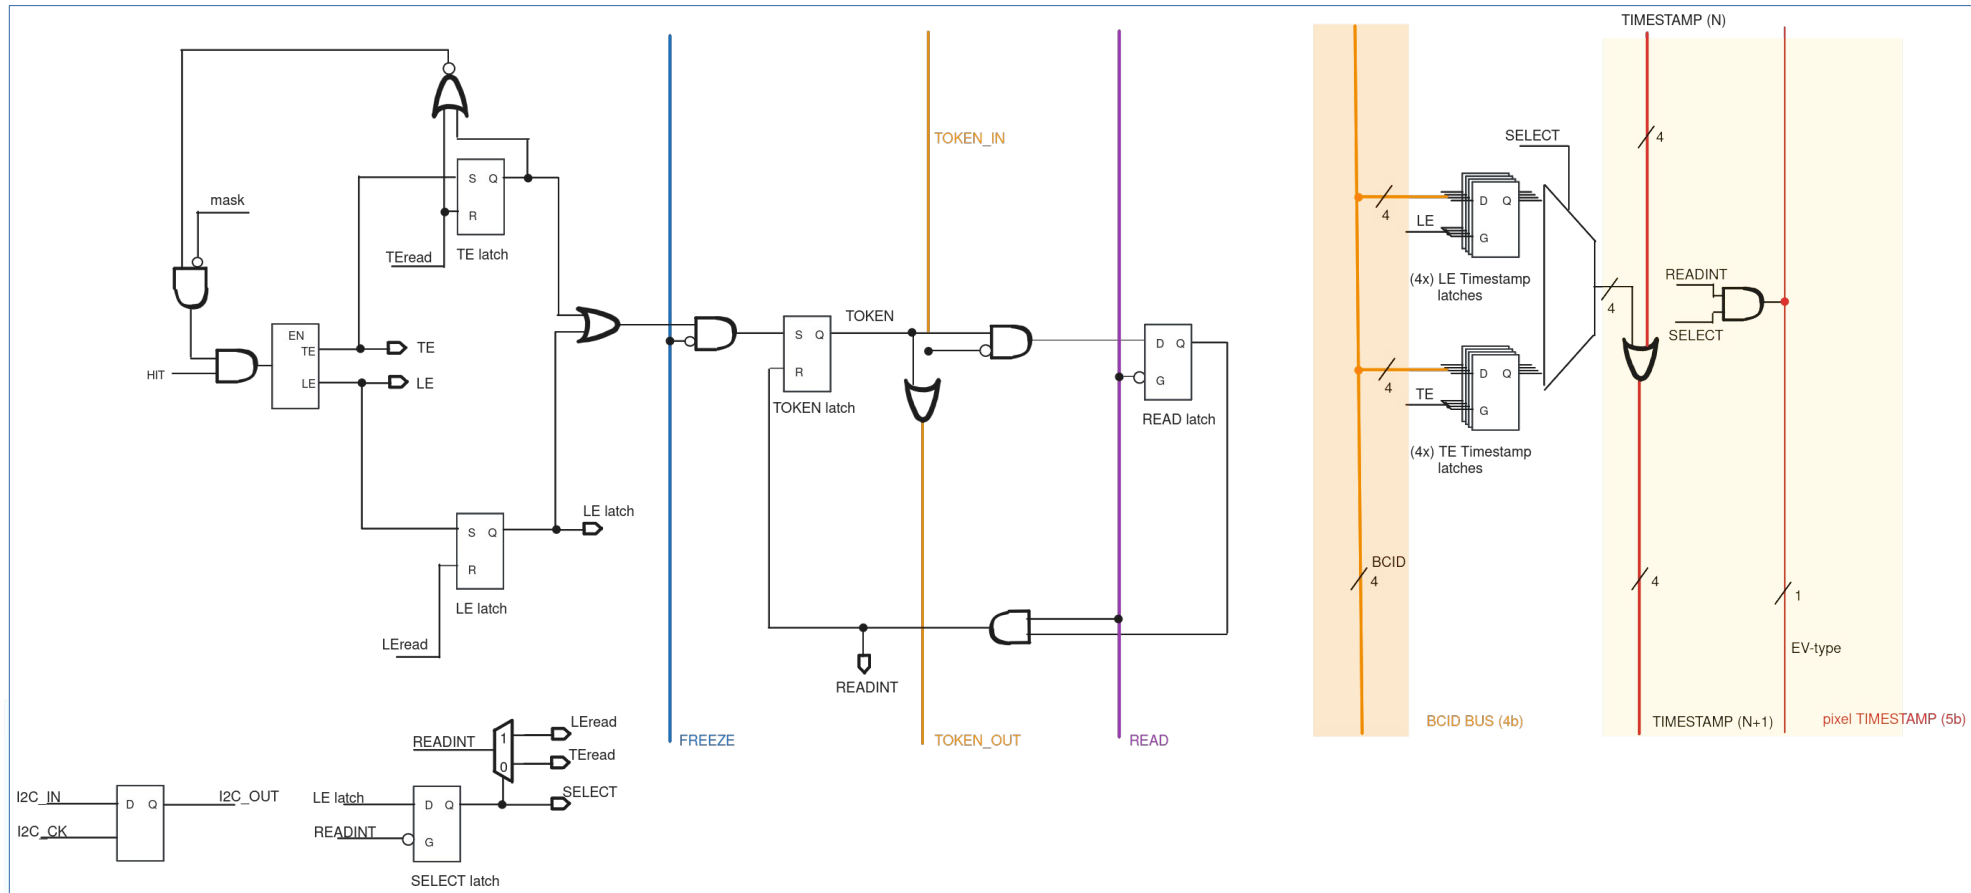 TIMESTAMP (N)
TOKEN_IN
4
SELECT
mask
S Q
R
TEread
TE latch
D Q
4
LE
G
(4x) LE Timestamp
latches
4
READINT
SELECT
EN
TE
LE
HIT
TE
LE
TOKEN
S Q
R
TOKEN latch
D Q
G
READ latch
D Q
4
TE
G
(4x) TE Timestamp
latches
LE latch
S Q
R
LE latch
LEread
BCID
4
4
1
EV-type
READINT
FREEZE
TOKEN_OUT
READ
BCID BUS (4b)
TIMESTAMP (N+1)
pixel TIMESTAMP (5b)
READINT
1
0
LEread
TEread
SELECT
I2C_IN
I2C_CK
D Q
I2C_OUT
LE latch
READINT
D Q
G
SELECT latch